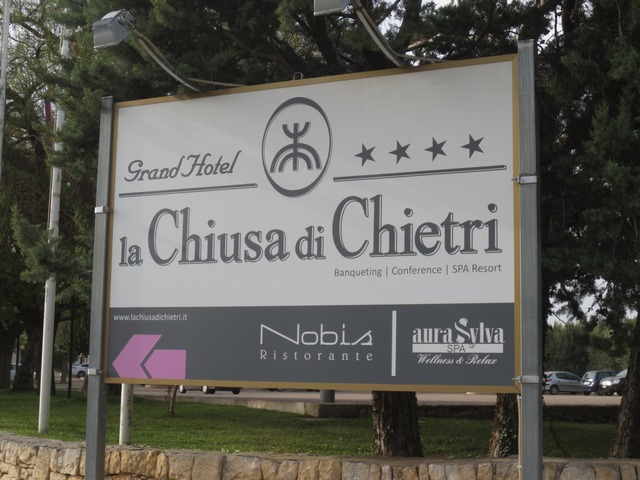 Grand Hotel
la Chiusa di Chietri
Banqueting | Conference | SPA Resort
www.lachiusadichietri.it
Nobis
Ristorante
auraSylva
SPA
Wellness & Relax